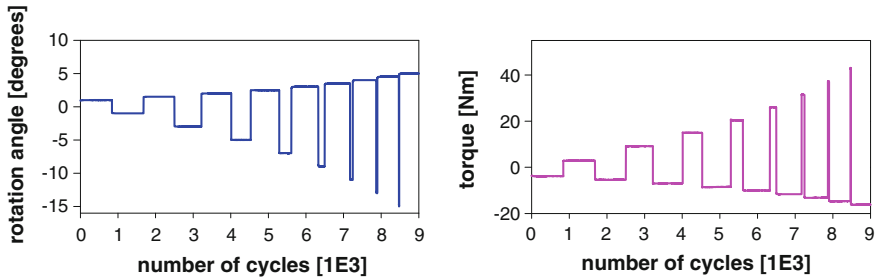 rotation angle [degrees]
10
5
0
-5
-10
-15
0 1 2 3 4 5 6 7 8 9
number of cycles [1E3]
torque [Nm]
40
20
0
-20
0 1 2 3 4 5 6 7 8 9
number of cycles [1E3]